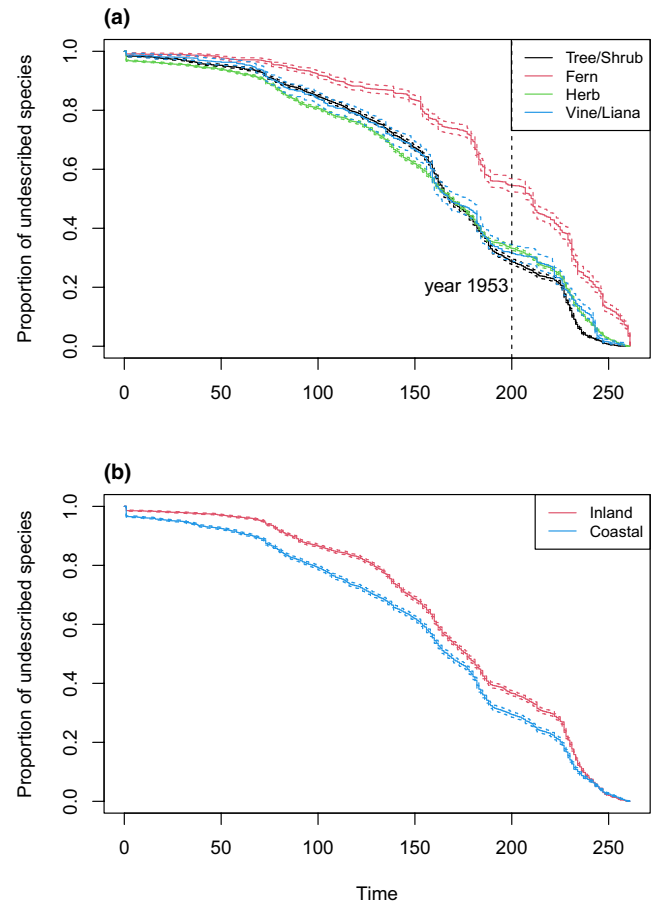 (a)
Proportion of undescribed species
1.0
0.8
0.6
0.4
0.2
0.0
Tree/Shrub
Fern
Herb
Vine/Liana
year 1953
0 50 100 150 200 250
(b)
Proportion of undescribed species
1.0
0.8
0.6
0.4
0.2
0.0
Inland
Coastal
0 50 100 150 200 250
Time